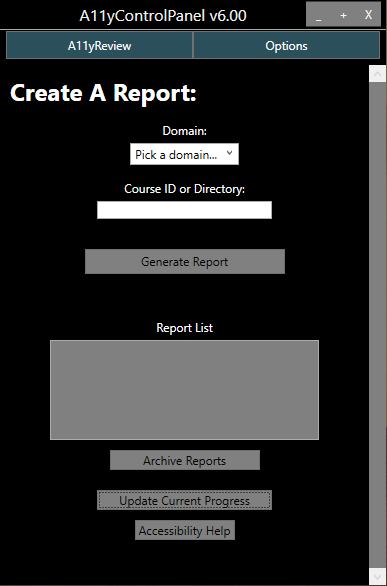 A11yControlPanel v6.00
_ + X
A11yReview Options
Create A Report:
Domain:
Pick a domain...
Course ID or Directory:
Generate Report
Report List
Archive Reports
Update Current Progress
Accessibility Help